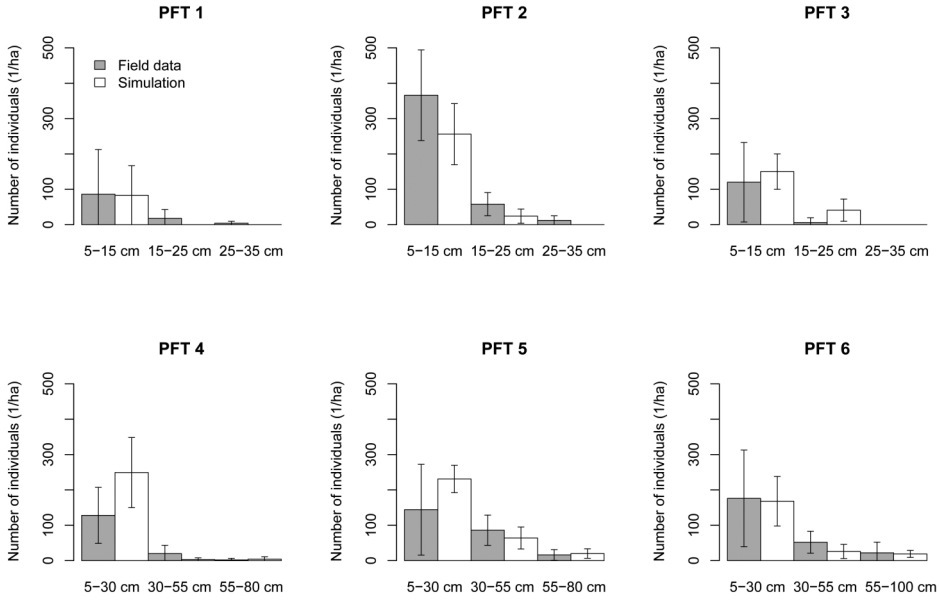 PFT 1
Number of individuals (1/ha)
500
300
100
0
Field data
Simulation
5−15 cm 15−25 cm 25−35 cm
PFT 2
Number of individuals (1/ha)
500
300
100
0
5−15 cm 15−25 cm 25−35 cm
PFT 3
Number of individuals (1/ha)
500
300
100
0
5−15 cm 15−25 cm 25−35 cm
PFT 4
Number of individuals (1/ha)
500
300
100
0
5−30 cm 30−55 cm 55−80 cm
PFT 5
Number of individuals (1/ha)
500
300
100
0
5−30 cm 30−55 cm 55−80 cm
PFT 6
Number of individuals (1/ha)
500
300
100
0
5−30 cm 30−55 cm 55−100 cm